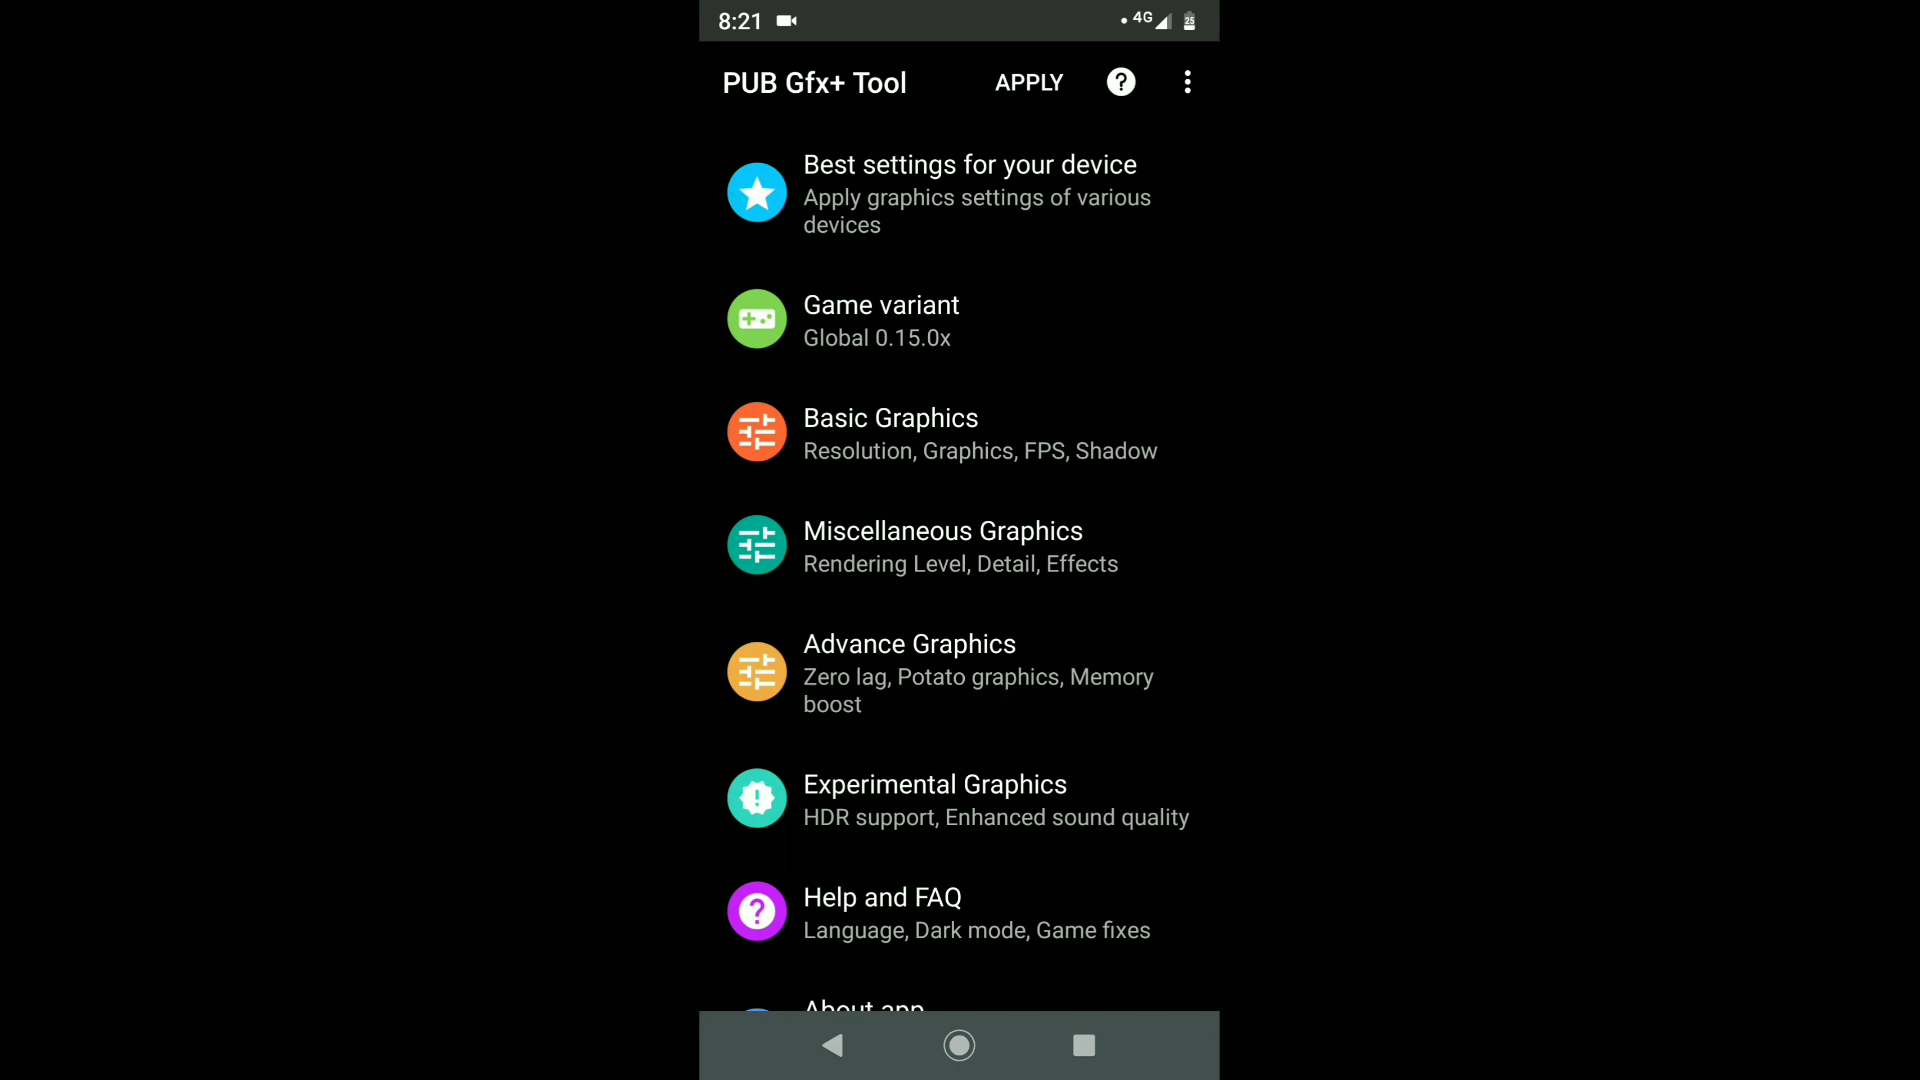 8:21
4G
25
PUB Gfx+ Tool
APPLY
?
Best settings for your device
Apply graphics settings of various
devices
Game variant
Global 0.15.0x
Basic Graphics
Resolution, Graphics, FPS, Shadow
Miscellaneous Graphics
Rendering Level, Detail, Effects
Advance Graphics
Zero lag, Potato graphics, Memory
boost
Experimental Graphics
HDR support, Enhanced sound quality
?
Help and FAQ
Language, Dark mode, Game fixes
About app